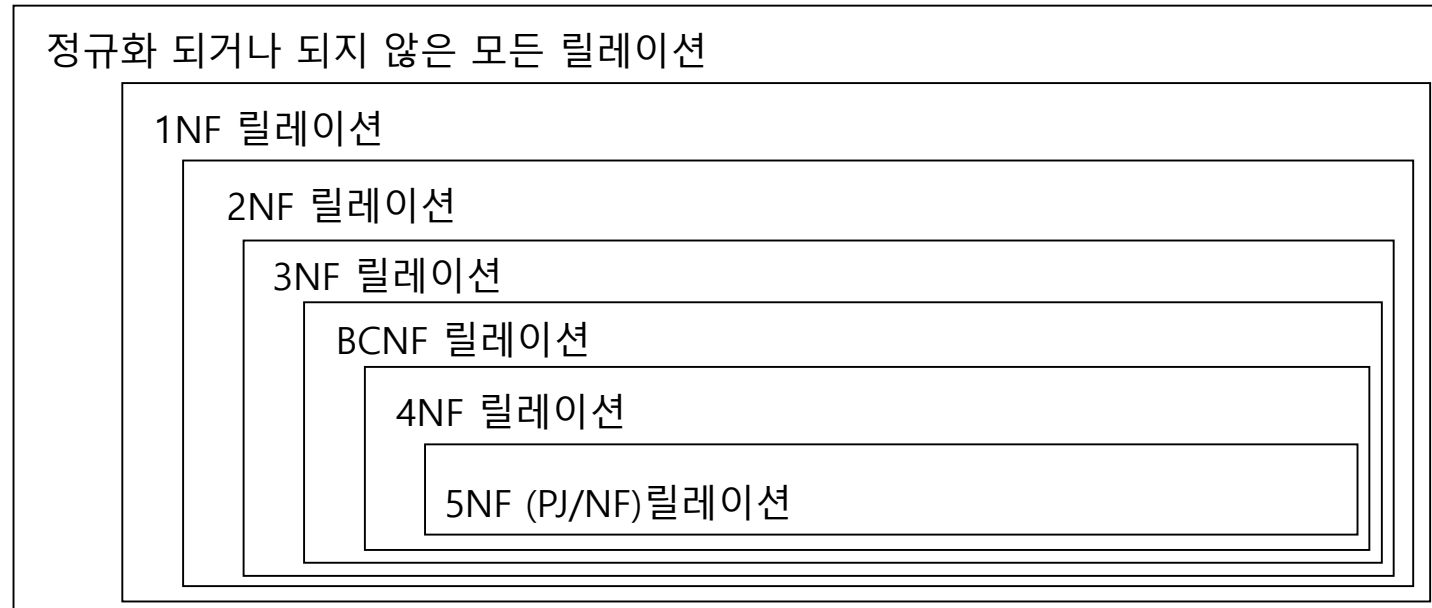 정규화 되거나 되지 않은 모든 릴레이션
1NF 릴레이션
2NF 릴레이션
3NF 릴레이션
BCNF 릴레이션
4NF 릴레이션
5NF (PJ/NF)릴레이션